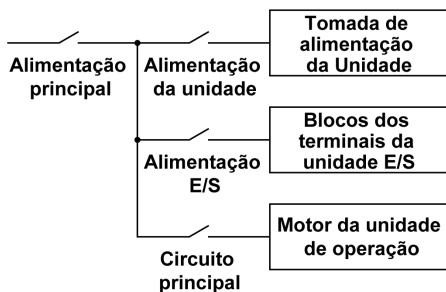 Alimentação
principal
Alimentação
da unidade
Tomada de
alimentação
da Unidade
Alimentação
E/S
Blocos dos
terminais da
unidade E/S
Circuito
principal
Motor da unidade
de operação